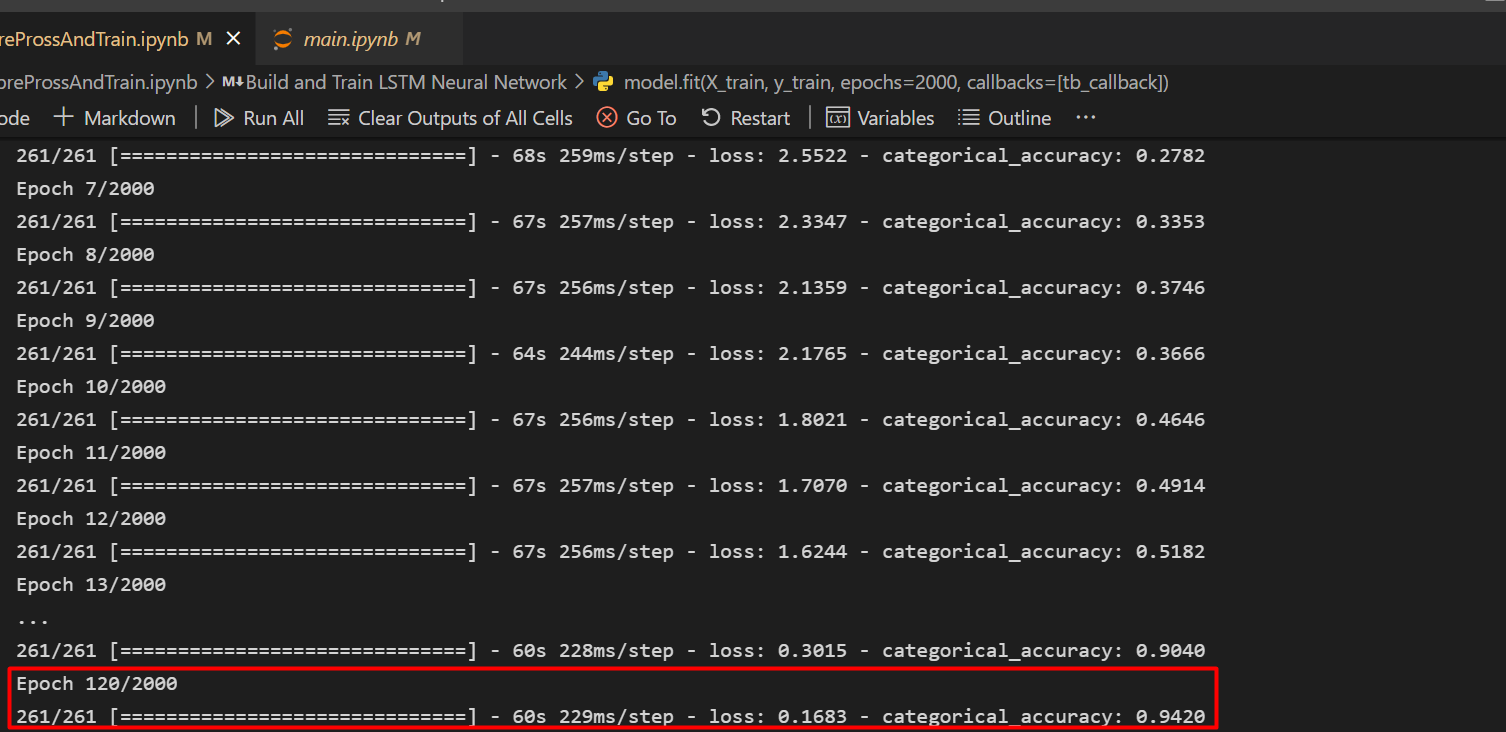 reProssAndTrain.ipynb M × main.ipynb M
preProssAndTrain.ipynb > M↓Build and Train LSTM Neural Network > model.fit(X_train, y_train, epochs=2000, callbacks=[tb_callback])
ode + Markdown | Run All Clear Outputs of All Cells Go To Restart | Variables Outline ...
261/261 [==============================] - 68s 259ms/step - loss: 2.5522 - categorical_accuracy: 0.2782
Epoch 7/2000
261/261 [==============================] - 67s 257ms/step - loss: 2.3347 - categorical_accuracy: 0.3353
Epoch 8/2000
261/261 [==============================] - 67s 256ms/step - loss: 2.1359 - categorical_accuracy: 0.3746
Epoch 9/2000
261/261 [==============================] - 64s 244ms/step - loss: 2.1765 - categorical_accuracy: 0.3666
Epoch 10/2000
261/261 [==============================] - 67s 256ms/step - loss: 1.8021 - categorical_accuracy: 0.4646
Epoch 11/2000
261/261 [==============================] - 67s 257ms/step - loss: 1.7070 - categorical_accuracy: 0.4914
Epoch 12/2000
261/261 [==============================] - 67s 256ms/step - loss: 1.6244 - categorical_accuracy: 0.5182
Epoch 13/2000
...
261/261 [==============================] - 60s 228ms/step - loss: 0.3015 - categorical_accuracy: 0.9040
Epoch 120/2000
261/261 [==============================] - 60s 229ms/step - loss: 0.1683 - categorical_accuracy: 0.9420